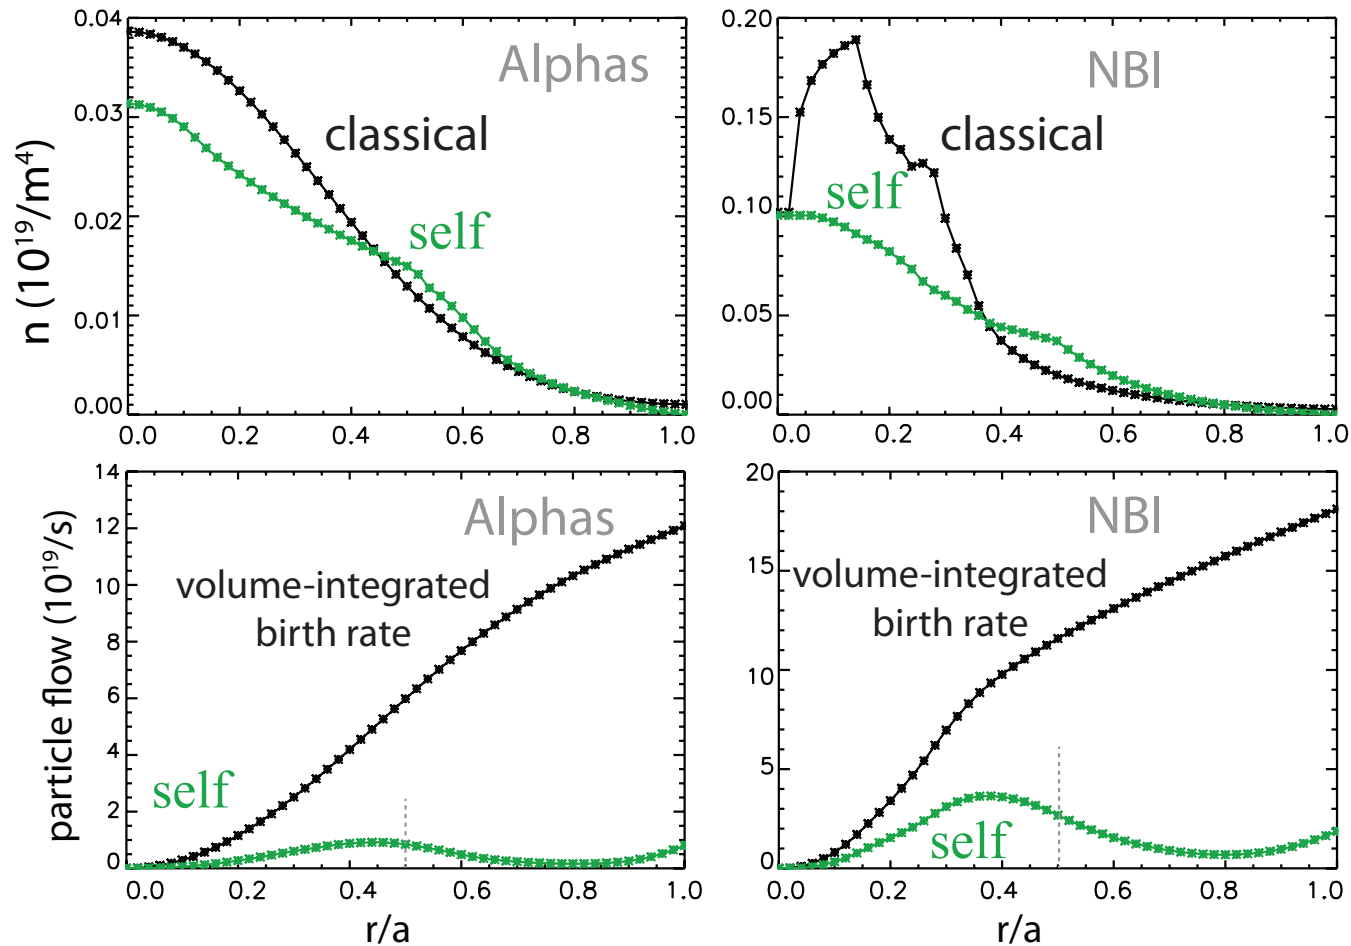 Alphas
classical
self
n (10^19/m^4)
0.04
0.03
0.02
0.01
0.00
0.0 0.2 0.4 0.6 0.8 1.0
NBI
classical
self
0.20
0.15
0.10
0.05
0.00
0.0 0.2 0.4 0.6 0.8 1.0
Alphas
volume-integrated
birth rate
self
particle flow (10^19/s)
14
12
10
8
6
4
2
0
0.0 0.2 0.4 0.6 0.8 1.0
r/a
NBI
volume-integrated
birth rate
self
20
15
10
5
0
0.0 0.2 0.4 0.6 0.8 1.0
r/a